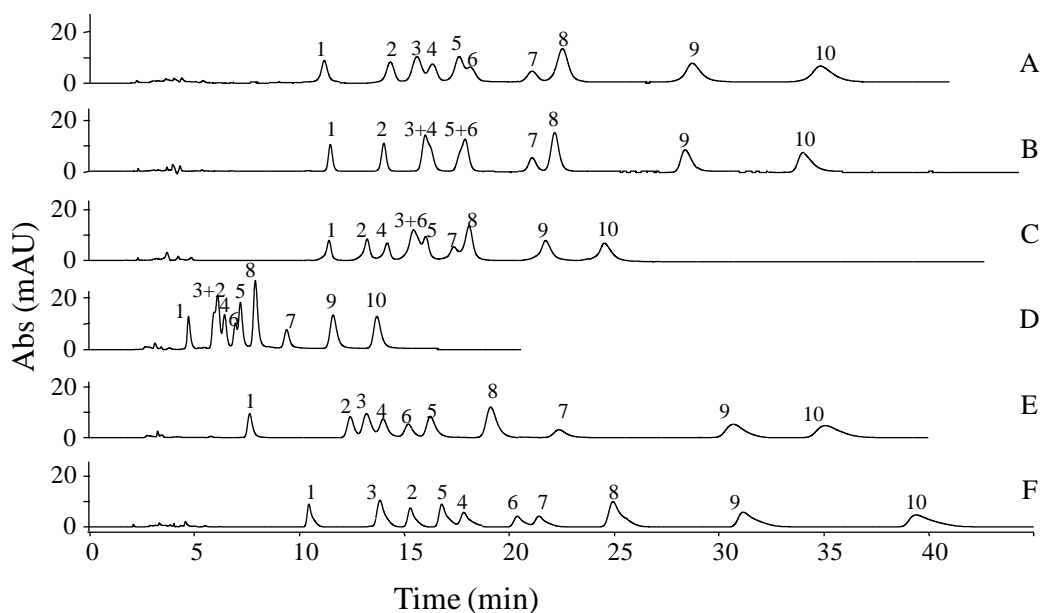 20
0
1 2 3 4 5 6 7 8 9 10
A
20
0
1 2 3+4 5+6 7 8 9 10
B
20
0
1 2 4 3+6 5 7 8 9 10
C
20
0
1 3+2 4 6 5 8 7 9 10
D
20
0
1 2 3 4 6 5 8 7 9 10
E
20
0
1 3 2 5 4 6 7 8 9 10
F
Abs (mAU)
0 5 10 15 20 25 30 35 40
Time (min)